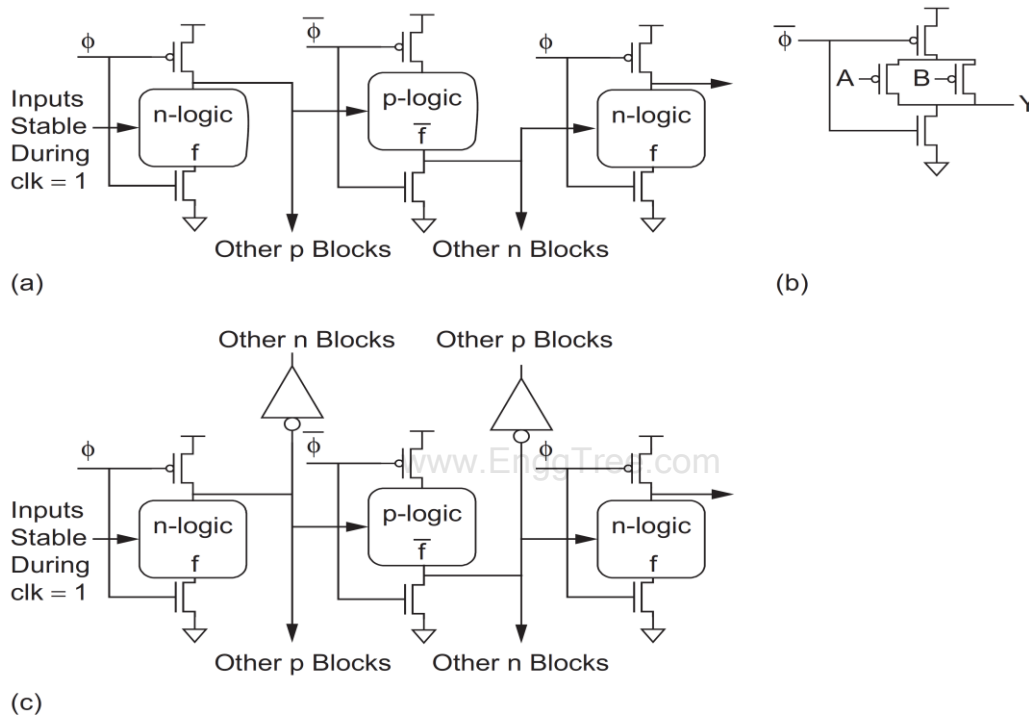 ϕ
Inputs
Stable
During
clk = 1
n-logic
f
Other p Blocks
ϕ̅
p-logic
f̅
Other n Blocks
ϕ
n-logic
f
(a)
ϕ̅
A
B
Y
(b)
Other n Blocks
Other p Blocks
ϕ
Inputs
Stable
During
clk = 1
n-logic
f
Other p Blocks
ϕ̅
p-logic
f̅
Other n Blocks
www.EnggTree.com
ϕ
n-logic
f
(c)